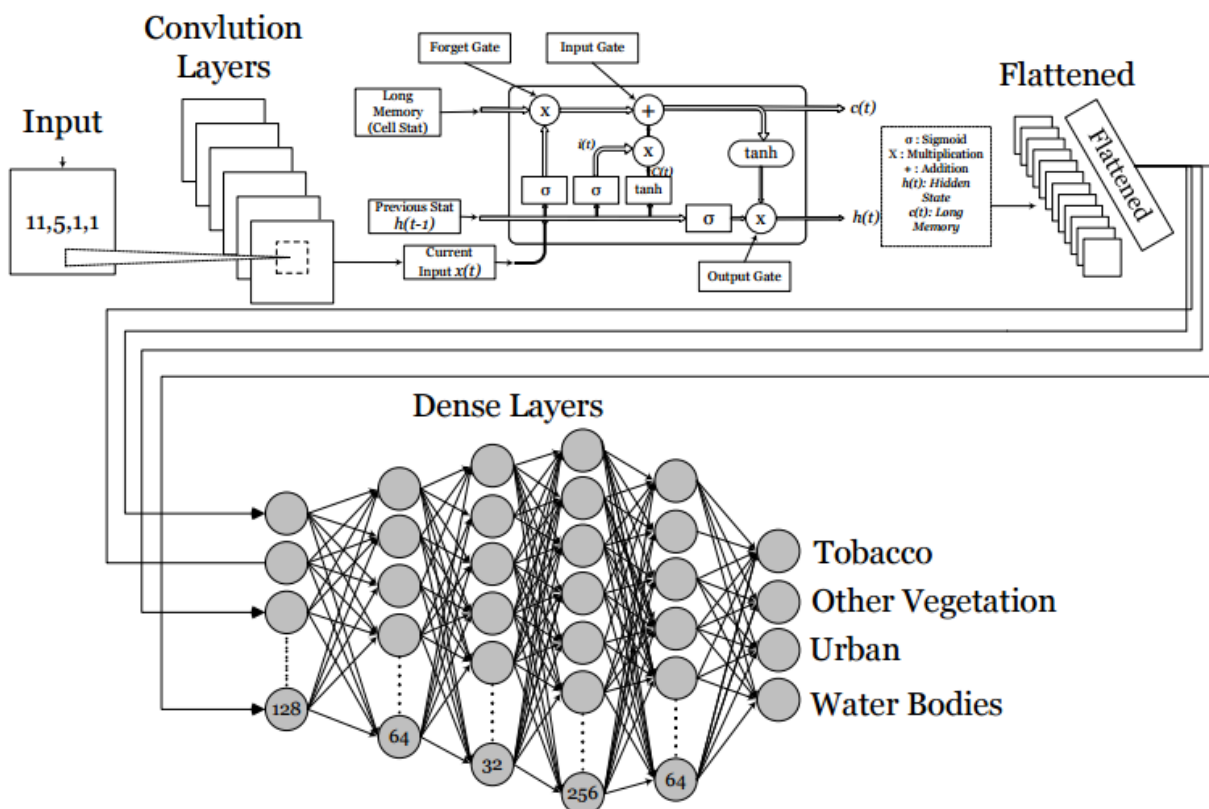 Convlution
Layers
Input
11,5,1,1
Forget Gate
Input Gate
Long
Memory
(Cell Stat)
X
+
c(t)
i(t)
X
C(t)
tanh
σ
σ
tanh
Previous Stat
h(t-1)
σ
X
h(t)
Current
Input x(t)
Output Gate
σ : Sigmoid
X : Multiplication
+ : Addition
h(t): Hidden
State
c(t): Long
Memory
Flattened
Flattened
Dense Layers
Tobacco
Other Vegetation
Urban
Water Bodies
128
64
32
256
64